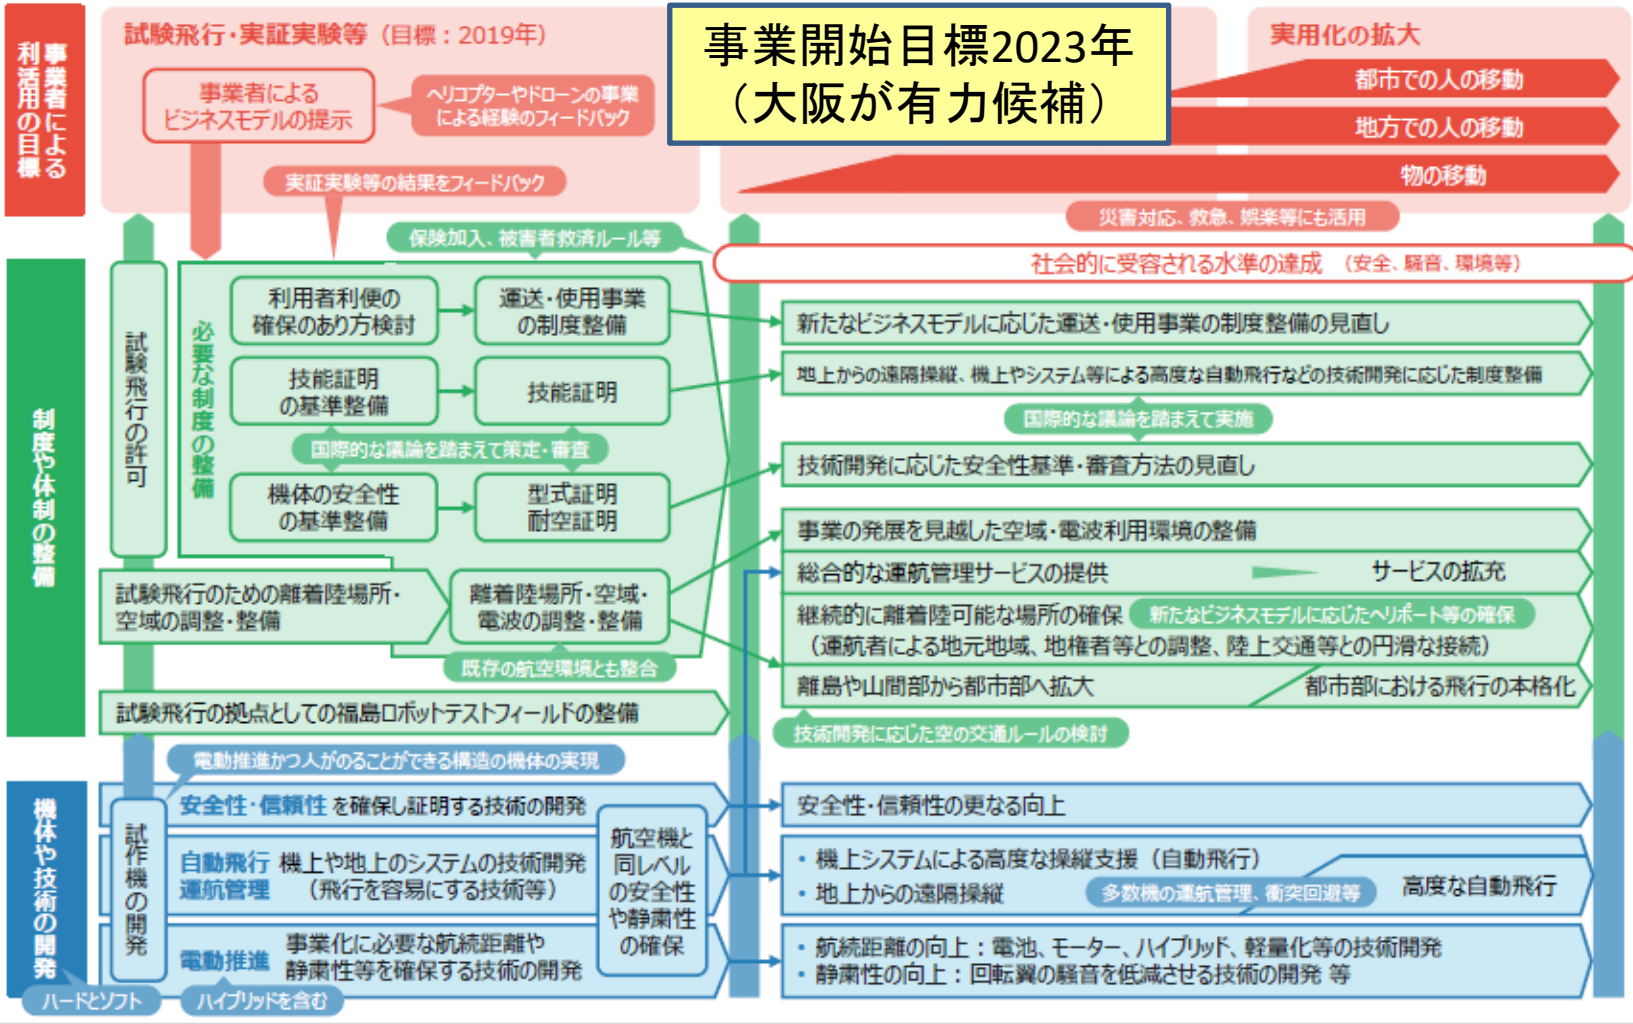 事業者による
利活用の目標
試験飛行・実証実験等（目標：2019年）
事業者による
ビジネスモデルの提示
ヘリコプターやドローンの事業
による経験のフィードバック
実証実験等の結果をフィードバック
事業開始目標2023年
（大阪が有力候補）
実用化の拡大
都市での人の移動
地方での人の移動
物の移動
災害対応、救急、娯楽等にも活用
保険加入、被害者救済ルール等
社会的に受容される水準の達成（安全、騒音、環境等）
制度や体制の整備
試験飛行の許可
必要な制度の整備
利用者利便の
確保のあり方検討
運送・使用事業
の制度整備
技能証明
の基準整備
技能証明
国際的な議論を踏まえて策定・審査
機体の安全性
の基準整備
型式証明
耐空証明
試験飛行のための離着陸場所・
空域の調整・整備
離着陸場所・空域・
電波の調整・整備
既存の航空環境とも整合
試験飛行の拠点としての福島ロボットテストフィールドの整備
新たなビジネスモデルに応じた運送・使用事業の制度整備の見直し
地上からの遠隔操縦、機上やシステム等による高度な自動飛行などの技術開発に応じた制度整備
国際的な議論を踏まえて実施
技術開発に応じた安全性基準・審査方法の見直し
事業の発展を見越した空域・電波利用環境の整備
総合的な運航管理サービスの提供 サービスの拡充
継続的に離着陸可能な場所の確保 新たなビジネスモデルに応じたヘリポート等の確保
（運航者による地元地域、地権者等との調整、陸上交通等との円滑な接続）
離島や山間部から都市部へ拡大 都市部における飛行の本格化
技術開発に応じた空の交通ルールの検討
機体や技術の開発
電動推進かつ人がのることができる構造の機体の実現
試作機の開発
安全性・信頼性を確保し証明する技術の開発
自動飛行
運航管理
機上や地上のシステムの技術開発
（飛行を容易にする技術等）
電動推進
事業化に必要な航続距離や
静粛性等を確保する技術の開発
航空機と
同レベル
の安全性
や静粛性
の確保
ハードとソフト
ハイブリッドを含む
安全性・信頼性の更なる向上
・機上システムによる高度な操縦支援（自動飛行）
・地上からの遠隔操縦
多数機の運航管理、衝突回避等
高度な自動飛行
・航続距離の向上：電池、モーター、ハイブリッド、軽量化等の技術開発
・静粛性の向上：回転翼の騒音を低減させる技術の開発 等